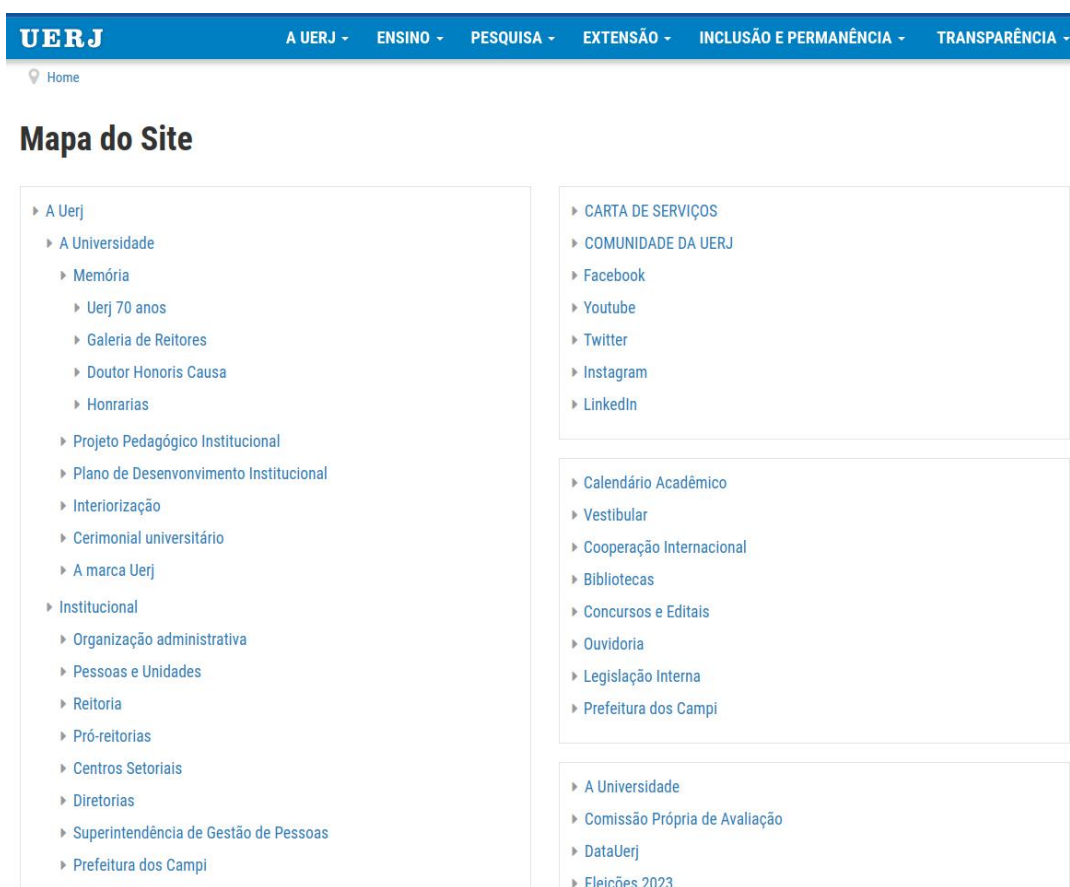 UERJ A UERJ ENSINO PESQUISA EXTENSÃO INCLUSÃO E PERMANÊNCIA TRANSPARÊNCIA
Home
Mapa do Site
A Uerj
A Universidade
Memória
Uerj 70 anos
Galeria de Reitores
Doutor Honoris Causa
Honrarias
Projeto Pedagógico Institucional
Plano de Desenvonvimento Institucional
Interiorização
Cerimonial universitário
A marca Uerj
Institucional
Organização administrativa
Pessoas e Unidades
Reitoria
Pró-reitorias
Centros Setoriais
Diretorias
Superintendência de Gestão de Pessoas
Prefeitura dos Campi
CARTA DE SERVIÇOS
COMUNIDADE DA UERJ
Facebook
Youtube
Twitter
Instagram
LinkedIn
Calendário Acadêmico
Vestibular
Cooperação Internacional
Bibliotecas
Concursos e Editais
Ouvidoria
Legislação Interna
Prefeitura dos Campi
A Universidade
Comissão Própria de Avaliação
DataUerj
Eleições 2023